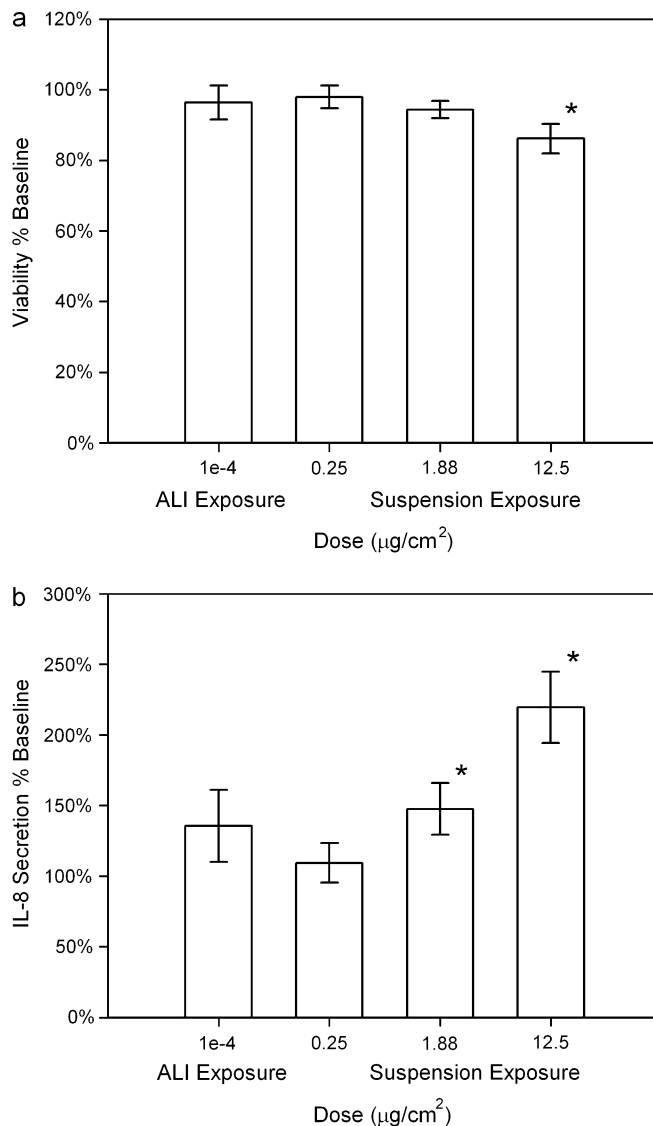 a
120%
100%
80%
60%
40%
20%
0%
Viability % Baseline
*
1e-4 0.25 1.88 12.5
ALI Exposure Suspension Exposure
Dose (µg/cm²)
b
300%
250%
200%
150%
100%
50%
0%
IL-8 Secretion % Baseline
*
*
1e-4 0.25 1.88 12.5
ALI Exposure Suspension Exposure
Dose (µg/cm²)